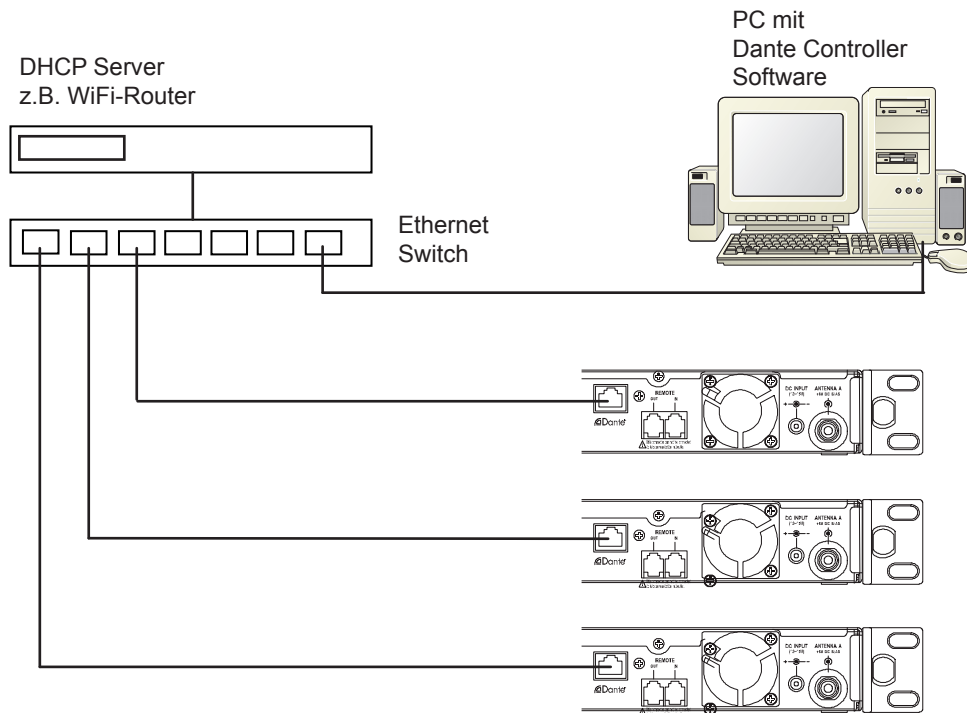 PC mit
Dante Controller
Software
DHCP Server
z.B. WiFi-Router
Ethernet
Switch
REMOTE
OUT IN
DC INPUT
ANTENNA A
Dante
REMOTE
OUT IN
DC INPUT
ANTENNA A
Dante
REMOTE
OUT IN
DC INPUT
ANTENNA A
Dante